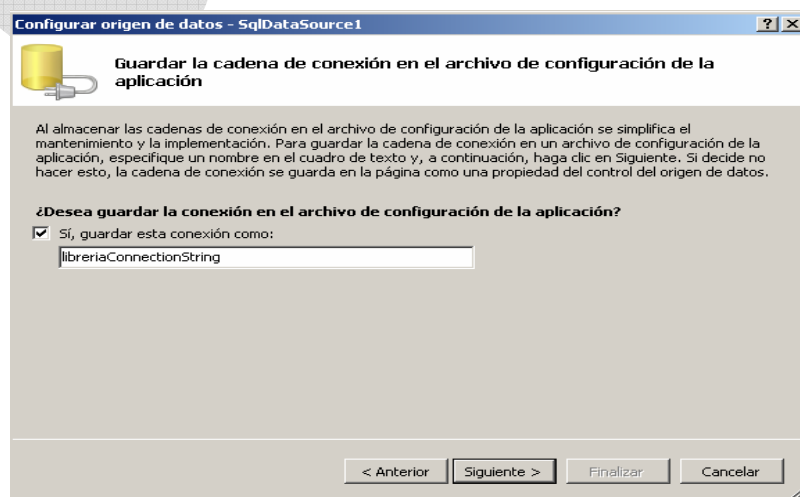 Configurar origen de datos - SqlDataSource1
Guardar la cadena de conexión en el archivo de configuración de la
aplicación
Al almacenar las cadenas de conexión en el archivo de configuración de la aplicación se simplifica el
mantenimiento y la implementación. Para guardar la cadena de conexión en un archivo de configuración de la
aplicación, especifique un nombre en el cuadro de texto y, a continuación, haga clic en Siguiente. Si decide no
hacer esto, la cadena de conexión se guarda en la página como una propiedad del control del origen de datos.
¿Desea guardar la conexión en el archivo de configuración de la aplicación?
Sí, guardar esta conexión como:
libreriaConnectionString
< Anterior Siguiente > Finalizar Cancelar